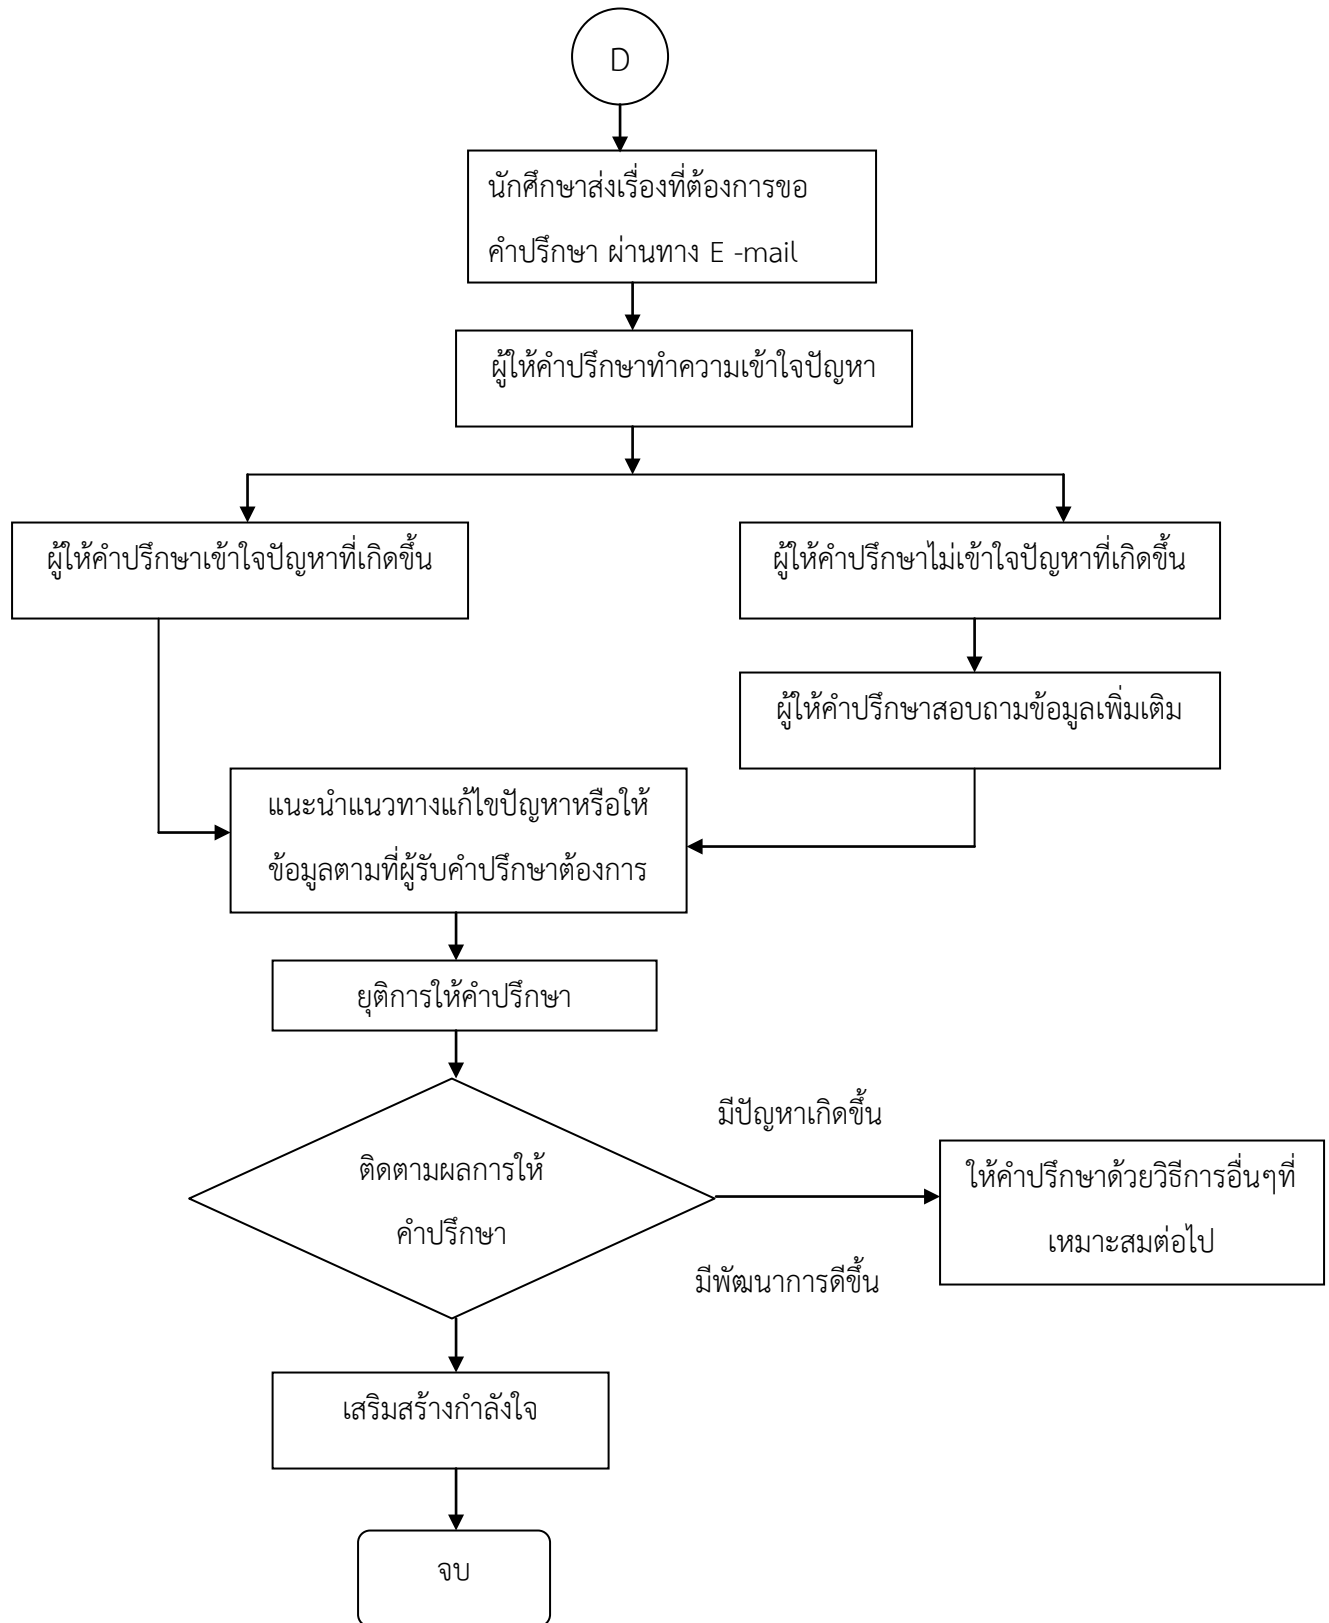 D
นักศึกษาส่งเรื่องที่ต้องการขอ
คำปรึกษา ผ่านทาง E -mail
ผู้ให้คำปรึกษาทำความเข้าใจปัญหา
ผู้ให้คำปรึกษาเข้าใจปัญหาที่เกิดขึ้น
ผู้ให้คำปรึกษาไม่เข้าใจปัญหาที่เกิดขึ้น
ผู้ให้คำปรึกษาสอบถามข้อมูลเพิ่มเติม
แนะนำแนวทางแก้ไขปัญหาหรือให้
ข้อมูลตามที่ผู้รับคำปรึกษาต้องการ
ยุติการให้คำปรึกษา
มีปัญหาเกิดขึ้น
ติดตามผลการให้
คำปรึกษา
ให้คำปรึกษาด้วยวิธีการอื่นๆที่
เหมาะสมต่อไป
มีพัฒนาการดีขึ้น
เสริมสร้างกำลังใจ
จบ